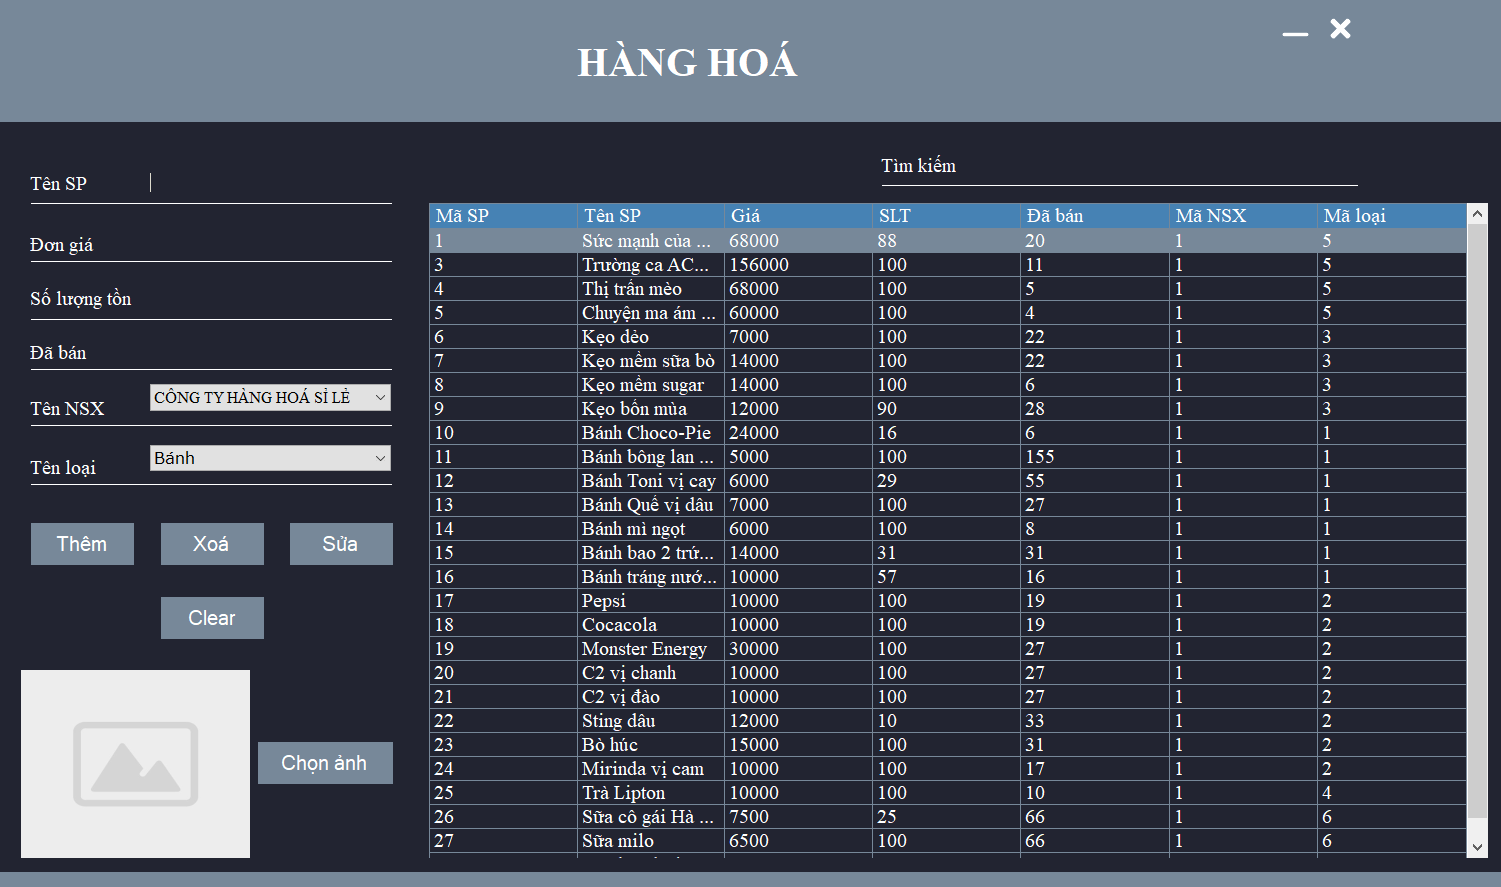 HÀNG HOÁ
Tìm kiếm
Tên SP
Đơn giá
Số lượng tồn
Đã bán
Tên NSX CÔNG TY HÀNG HOÁ SỈ LẺ
Tên loại Bánh
Thêm Xoá Sửa
Clear
Chọn ảnh
Mã SP Tên SP Giá SLT Đã bán Mã NSX Mã loại
1 Sức mạnh của ... 68000 88 20 1 5
3 Trường ca AC... 156000 100 11 1 5
4 Thị trấn mèo 68000 100 5 1 5
5 Chuyện ma ám ... 60000 100 4 1 5
6 Kẹo dẻo 7000 100 22 1 3
7 Kẹo mềm sữa bò 14000 100 22 1 3
8 Kẹo mềm sugar 14000 100 6 1 3
9 Kẹo bốn mùa 12000 90 28 1 3
10 Bánh Choco-Pie 24000 16 6 1 1
11 Bánh bông lan ... 5000 100 155 1 1
12 Bánh Toni vị cay 6000 29 55 1 1
13 Bánh Quế vị dâu 7000 100 27 1 1
14 Bánh mì ngọt 6000 100 8 1 1
15 Bánh bao 2 trứ... 14000 31 31 1 1
16 Bánh tráng nướ... 10000 57 16 1 1
17 Pepsi 10000 100 19 1 2
18 Cocacola 10000 100 19 1 2
19 Monster Energy 30000 100 27 1 2
20 C2 vị chanh 10000 100 27 1 2
21 C2 vị đào 10000 100 27 1 2
22 Sting dâu 12000 10 33 1 2
23 Bò húc 15000 100 31 1 2
24 Mirinda vị cam 10000 100 17 1 2
25 Trà Lipton 10000 100 10 1 4
26 Sữa cô gái Hà ... 7500 25 66 1 6
27 Sữa milo 6500 100 66 1 6